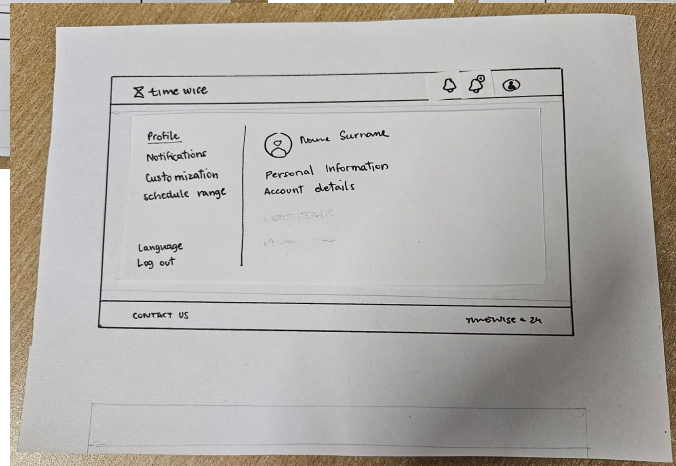 time wise
Profile
Notifications
Customization
schedule range
Language
Log out
Name Surname
Personal Information
Account details
CONTACT US
timewise 24